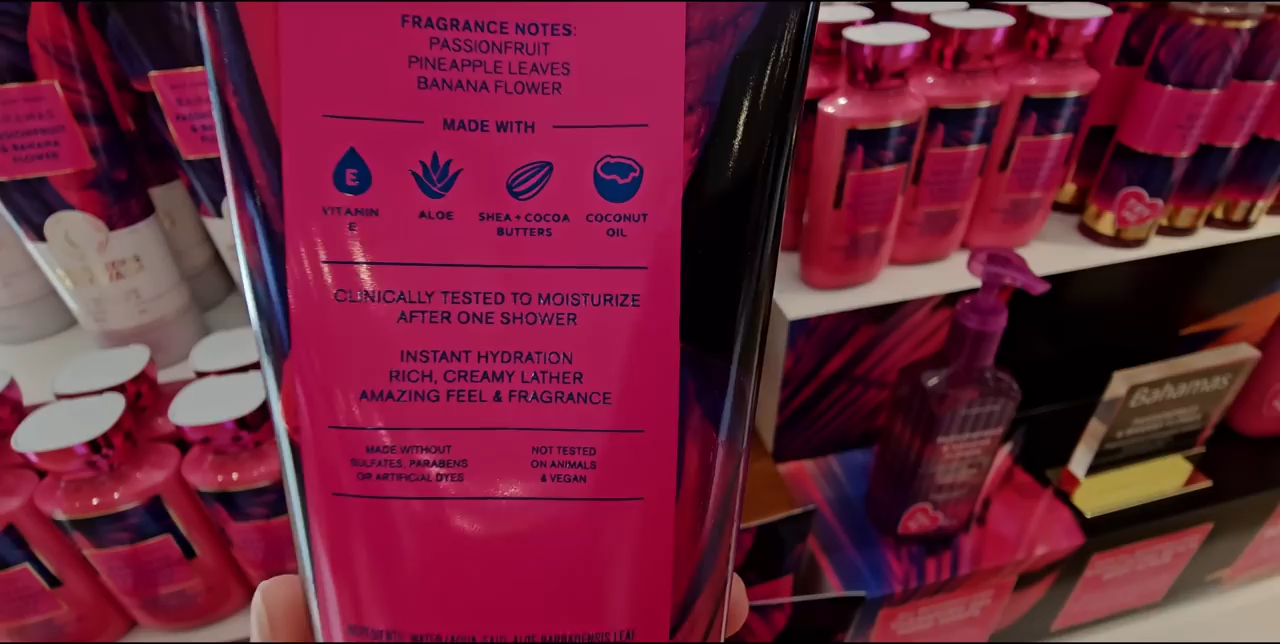 FRAGRANCE NOTES:
PASSIONFRUIT
PINEAPPLE LEAVES
BANANA FLOWER
MADE WITH
E
VITAMIN
E
ALOE
SHEA + COCOA
BUTTERS
COCONUT
OIL
CLINICALLY TESTED TO MOISTURIZE
AFTER ONE SHOWER
INSTANT HYDRATION
RICH, CREAMY LATHER
AMAZING FEEL & FRAGRANCE
MADE WITHOUT
SULFATES, PARABENS
OR ARTIFICIAL DYES
NOT TESTED
ON ANIMALS
& VEGAN
& BANANA
FLOWER
Bahamas